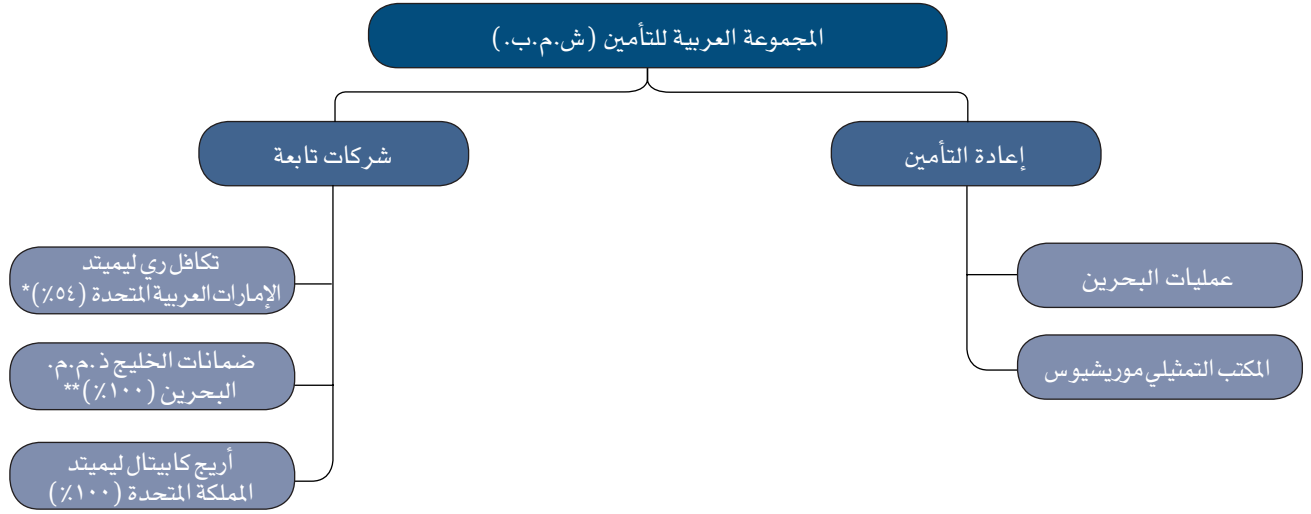 المجموعة العربية للتأمين (ش.م.ب.)
إعادة التأمين
شركات تابعة
عمليات البحرين
المكتب التمثيلي موريشيوس
تكافل ري ليميتد
الإمارات العربية المتحدة (٥٤٪)*
ضمانات الخليج ذ.م.م.
البحرين (١٠٠٪)**
أريج كابيتال ليميتد
المملكة المتحدة (١٠٠٪)